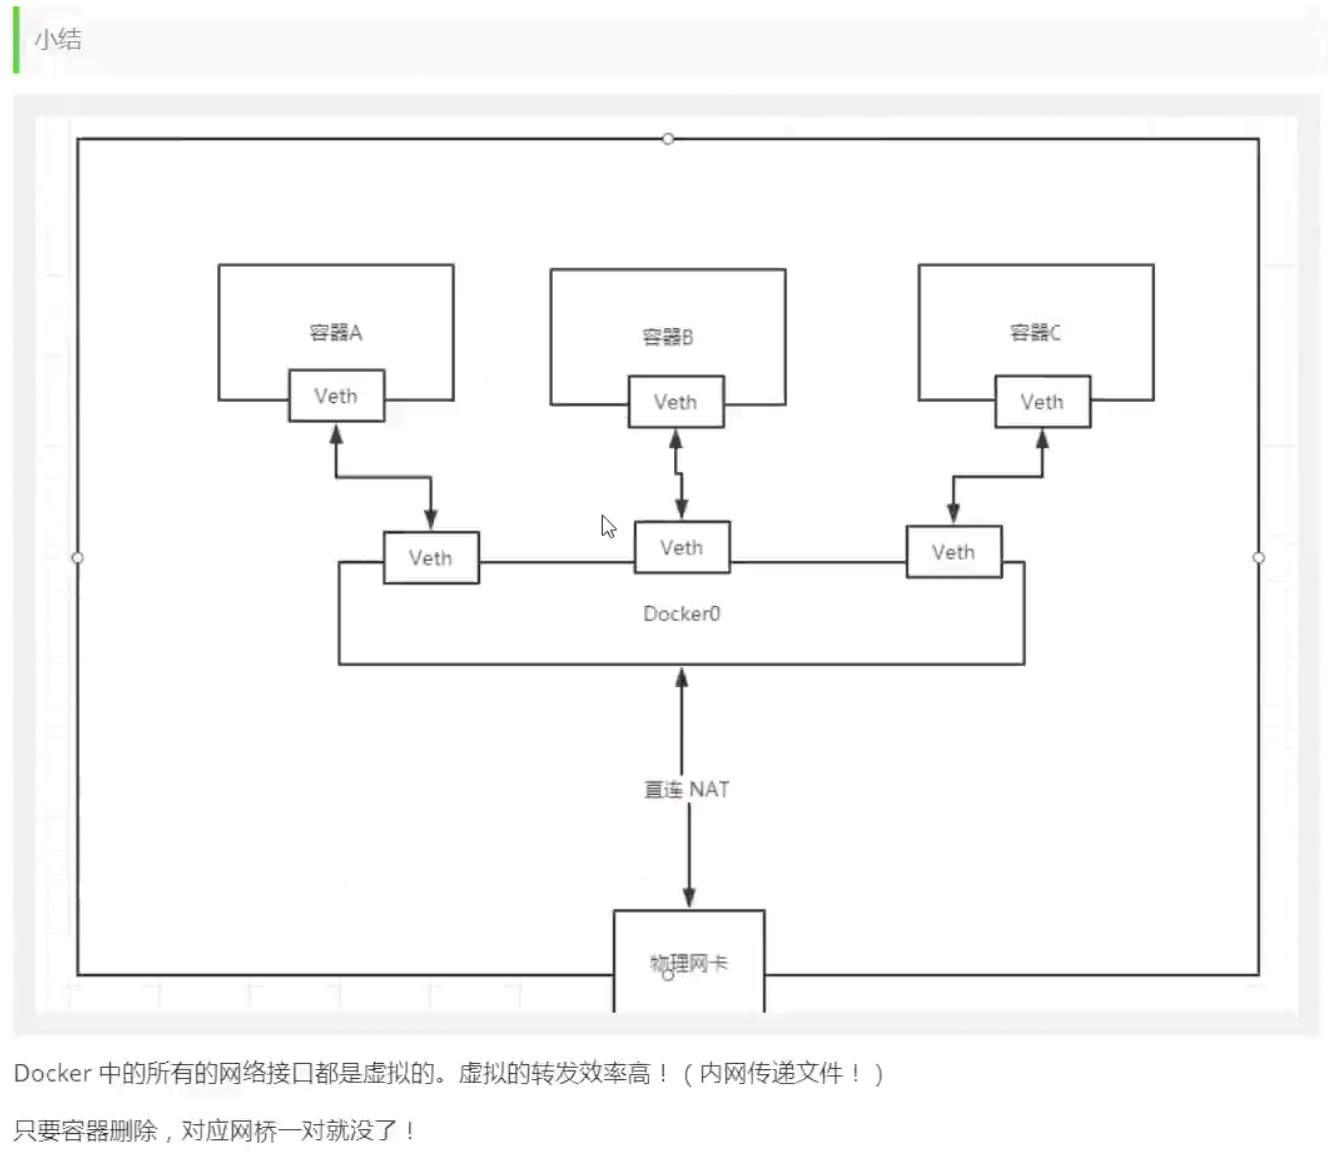 小结
容器A
容器B
容器C
Veth
Veth
Veth
Veth
Veth
Veth
Docker0
直连 NAT
物理网卡
Docker 中的所有的网络接口都是虚拟的。虚拟的转发效率高！（内网传递文件！）
只要容器删除，对应网桥一对就没了！